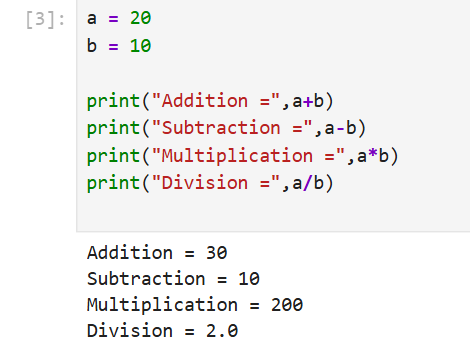 [3]: a = 20
b = 10
print("Addition =",a+b)
print("Subtraction =",a-b)
print("Multiplication =",a*b)
print("Division =",a/b)
Addition = 30
Subtraction = 10
Multiplication = 200
Division = 2.0